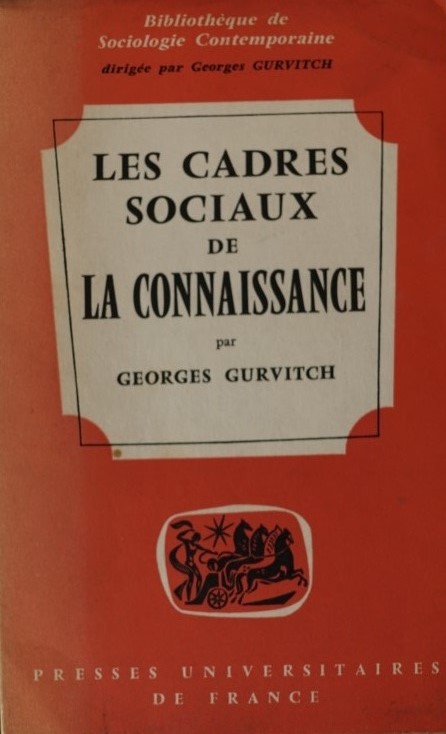 Bibliothèque de
Sociologie Contemporaine
dirigée par Georges GURVITCH
LES CADRES
SOCIAUX
DE
LA CONNAISSANCE
par
GEORGES GURVITCH
PRESSES UNIVERSITAIRES
DE FRANCE